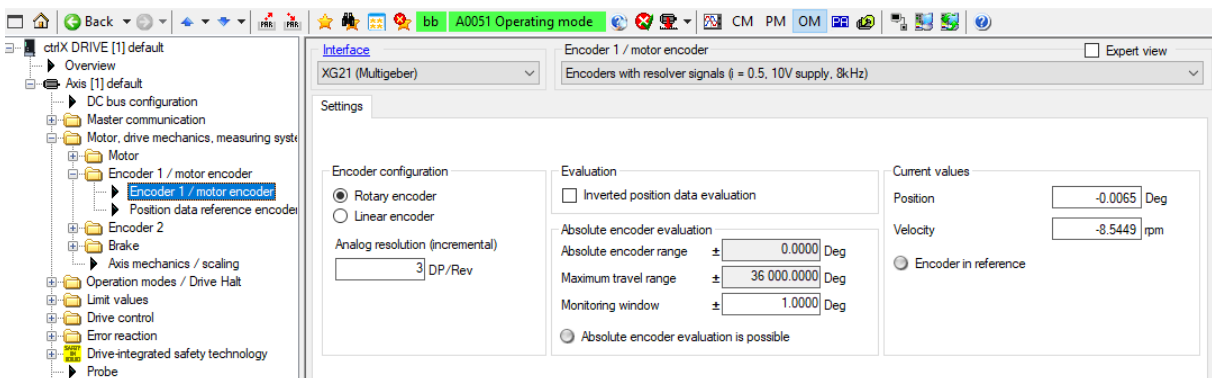 Back PAR PAR bb A0051 Operating mode CM PM OM
ctrlX DRIVE [1] default
Overview
Axis [1] default
DC bus configuration
Master communication
Motor, drive mechanics, measuring syste
Motor
Encoder 1 / motor encoder
Encoder 1 / motor encoder
Position data reference encoder
Encoder 2
Brake
Axis mechanics / scaling
Operation modes / Drive Halt
Limit values
Drive control
Error reaction
Drive-integrated safety technology
Probe
Interface
XG21 (Multigeber)
Encoder 1 / motor encoder
Expert view
Encoders with resolver signals (i = 0.5, 10V supply, 8kHz)
Settings
Encoder configuration
Rotary encoder
Linear encoder
Analog resolution (incremental)
3 DP/Rev
Evaluation
Inverted position data evaluation
Absolute encoder evaluation
Absolute encoder range ± 0.0000 Deg
Maximum travel range ± 36 000.0000 Deg
Monitoring window ± 1.0000 Deg
Absolute encoder evaluation is possible
Current values
Position -0.0065 Deg
Velocity -8.5449 rpm
Encoder in reference